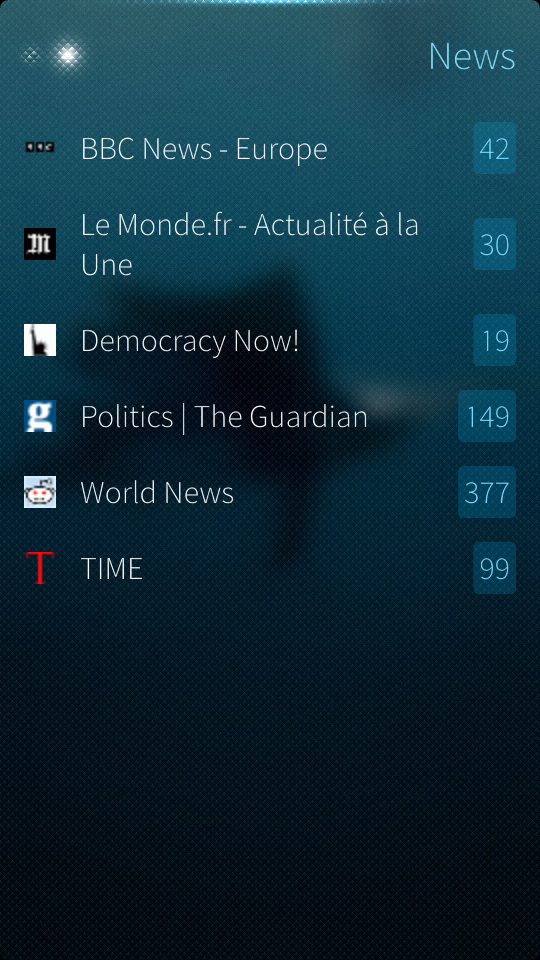 News
BBC News - Europe 42
Le Monde.fr - Actualité à la
Une
30
Democracy Now! 19
Politics | The Guardian 149
World News 377
TIME 99